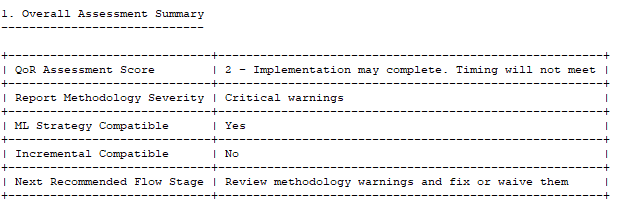 1. Overall Assessment Summary
-----------------------------
+---------------------------+------------------------------------------------------+
| QoR Assessment Score      | 2 - Implementation may complete. Timing will not meet |
+---------------------------+------------------------------------------------------+
| Report Methodology Severity | Critical warnings |
+---------------------------+------------------------------------------------------+
| ML Strategy Compatible    | Yes |
+---------------------------+------------------------------------------------------+
| Incremental Compatible    | No |
+---------------------------+------------------------------------------------------+
| Next Recommended Flow Stage | Review methodology warnings and fix or waive them |
+---------------------------+------------------------------------------------------+